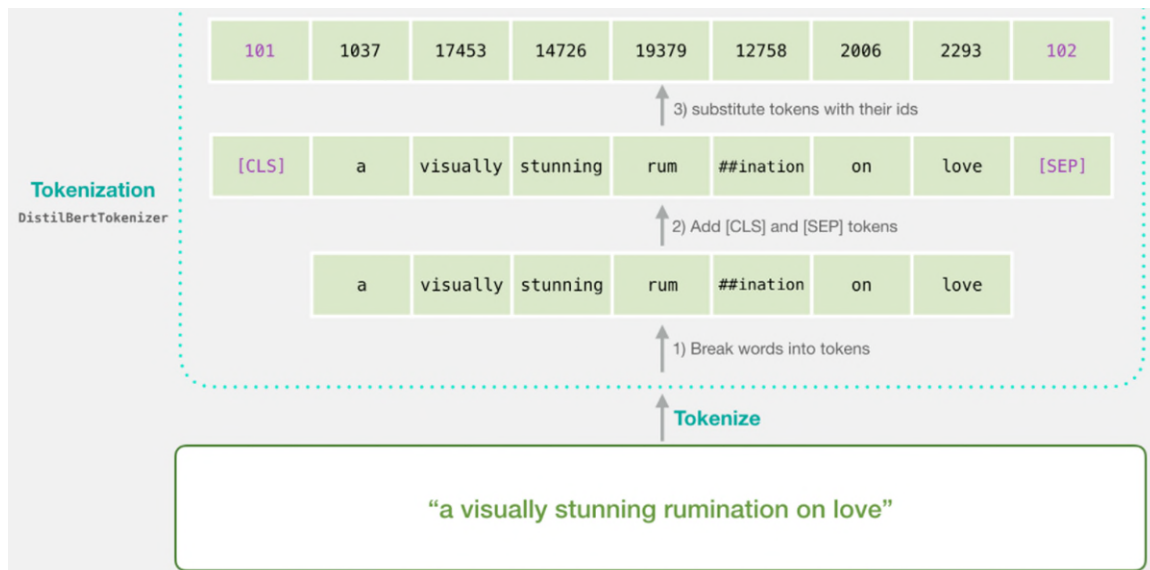 101 1037 17453 14726 19379 12758 2006 2293 102
3) substitute tokens with their ids
[CLS] a visually stunning rum ##ination on love [SEP]
Tokenization
DistilBertTokenizer
2) Add [CLS] and [SEP] tokens
a visually stunning rum ##ination on love
1) Break words into tokens
Tokenize
“a visually stunning rumination on love”